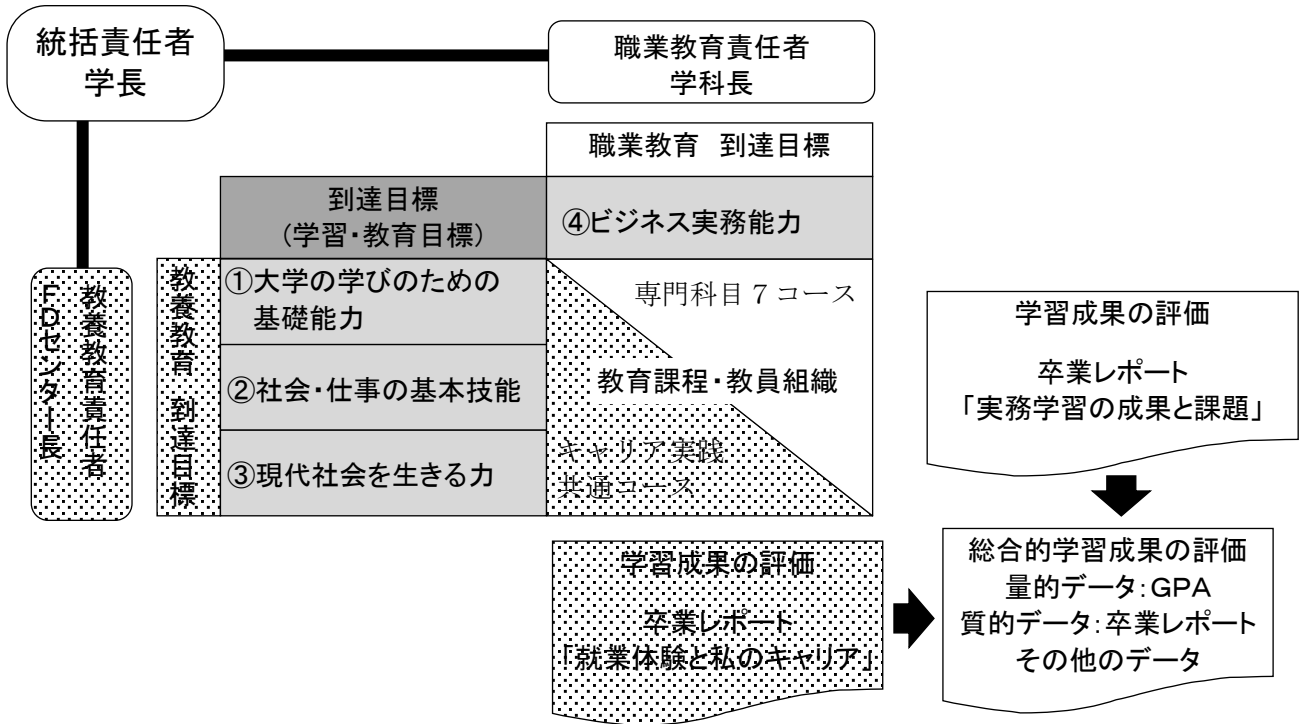 統括責任者
学長
職業教育責任者
学科長
職業教育 到達目標
到達目標
(学習・教育目標)
④ビジネス実務能力
教養教育責任者
FDセンター長
教養教育 到達目標
①大学の学びのための
基礎能力
②社会・仕事の基本技能
③現代社会を生きる力
専門科目7コース
教育課程・教員組織
キャリア実践
共通コース
学習成果の評価
卒業レポート
「実務学習の成果と課題」
学習成果の評価
卒業レポート
「就業体験と私のキャリア」
総合的学習成果の評価
量的データ:GPA
質的データ:卒業レポート
その他のデータ